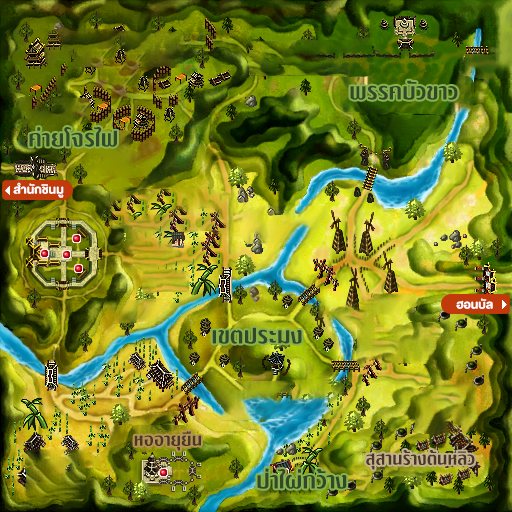 พรรคบัวขาว
ค่ายโจรไฟ
สำนักชินมู
ฮอนบัล
เขตประมง
หออายุยืน
สุสานร้างตันหลิว
ป่าไผ่กว้าง